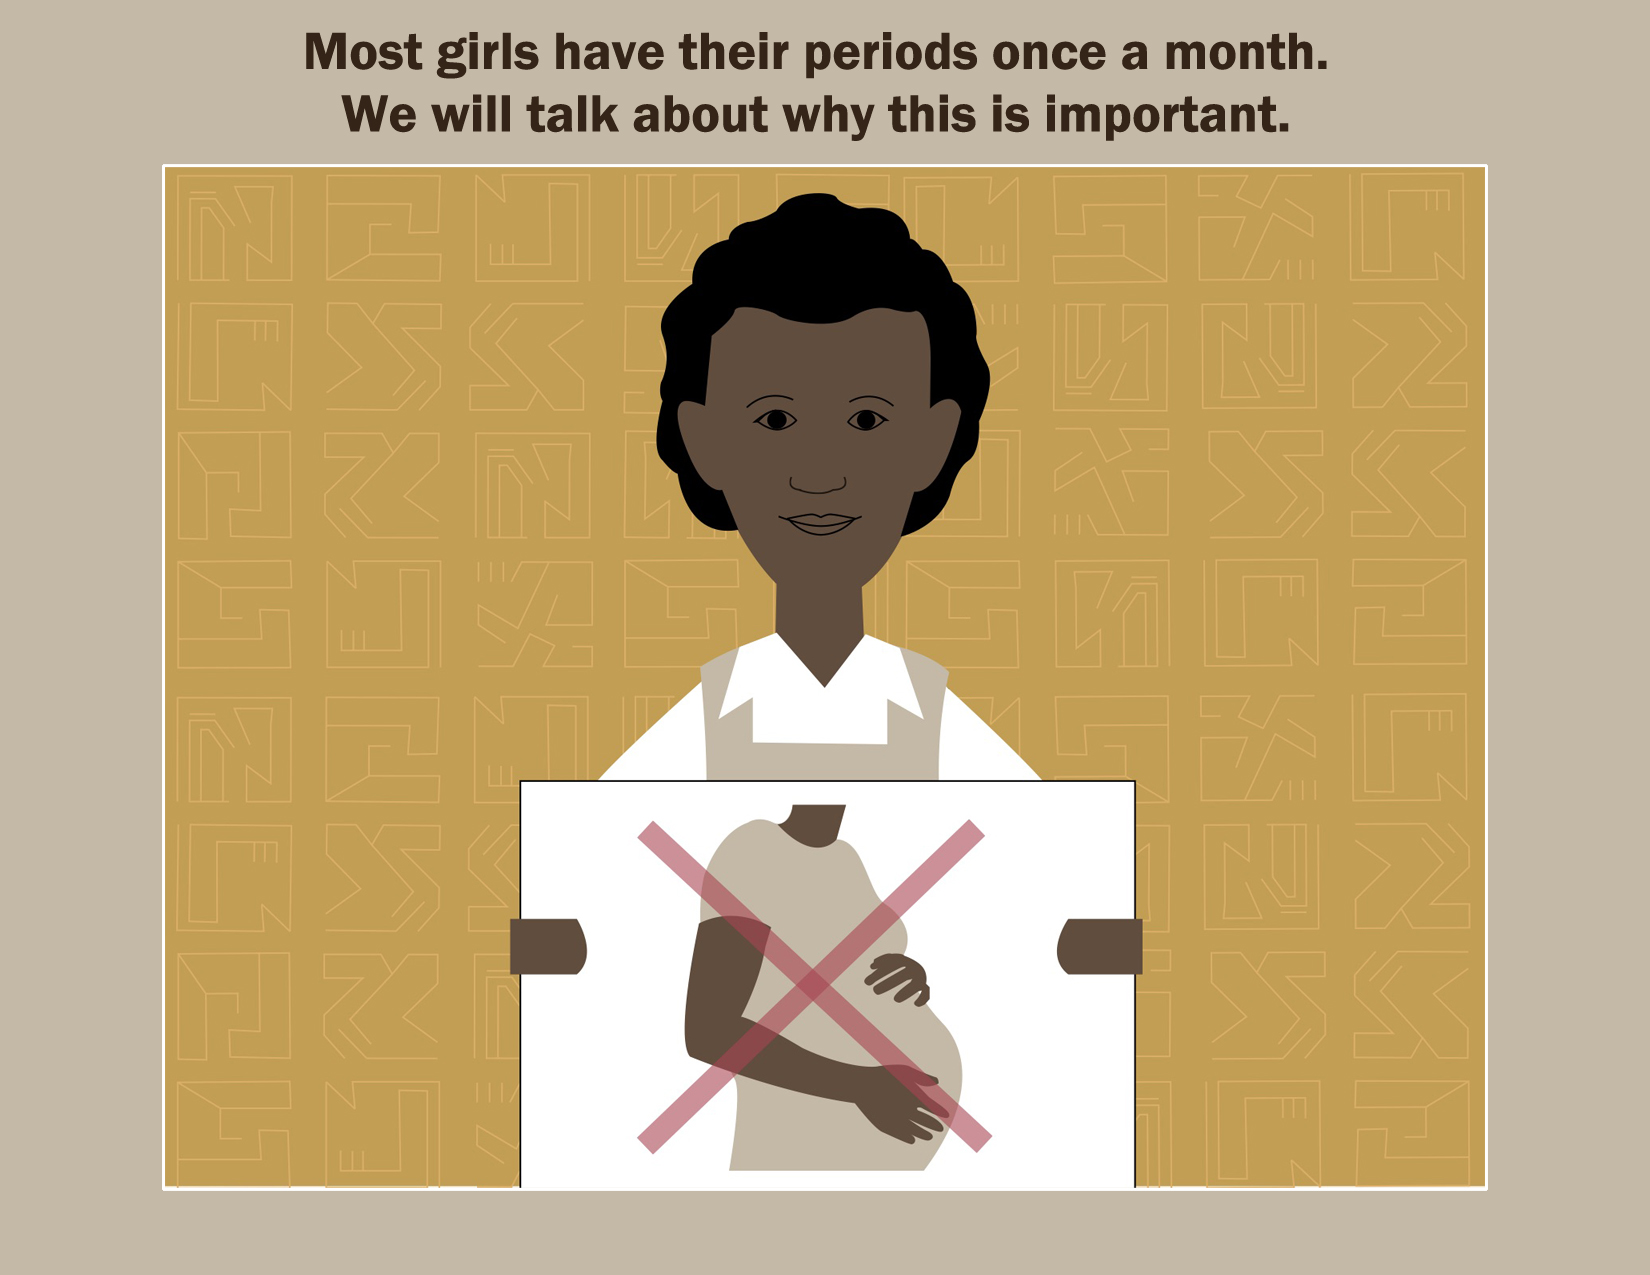 Most girls have their periods once a month.
We will talk about why this is important.